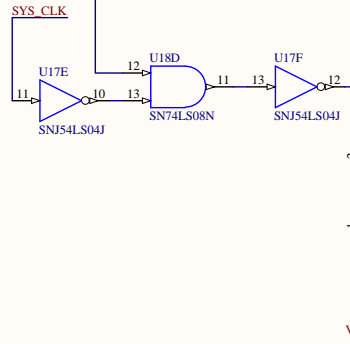 SYS_CLK
U17E
U18D
U17F
11
10
12
13
11
13
12
SNJ54LS04J
SN74LS08N
SNJ54LS04J